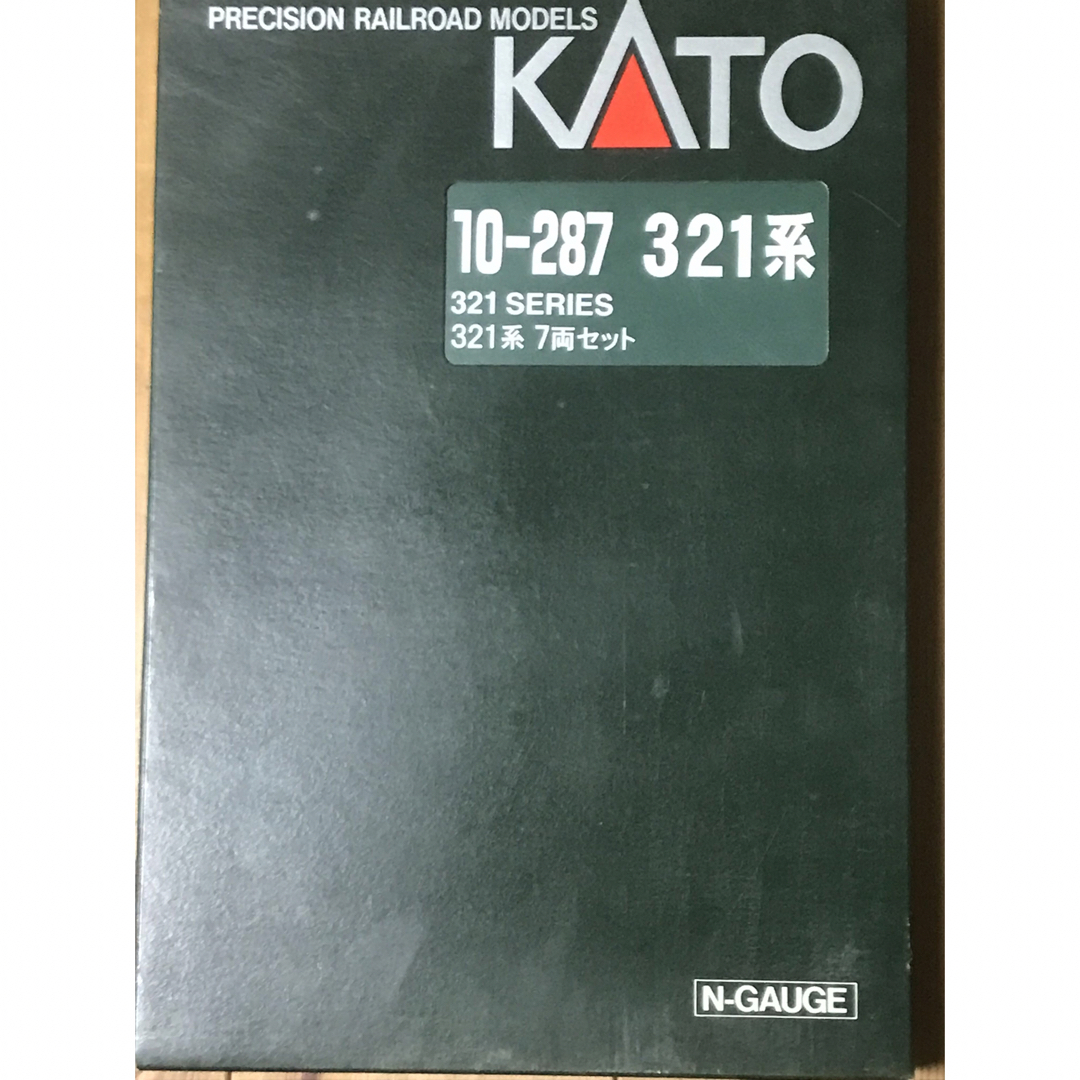 PRECISION RAILROAD MODELS
KATO
10-287 321系
321 SERIES
321系 7両セット
N-GAUGE